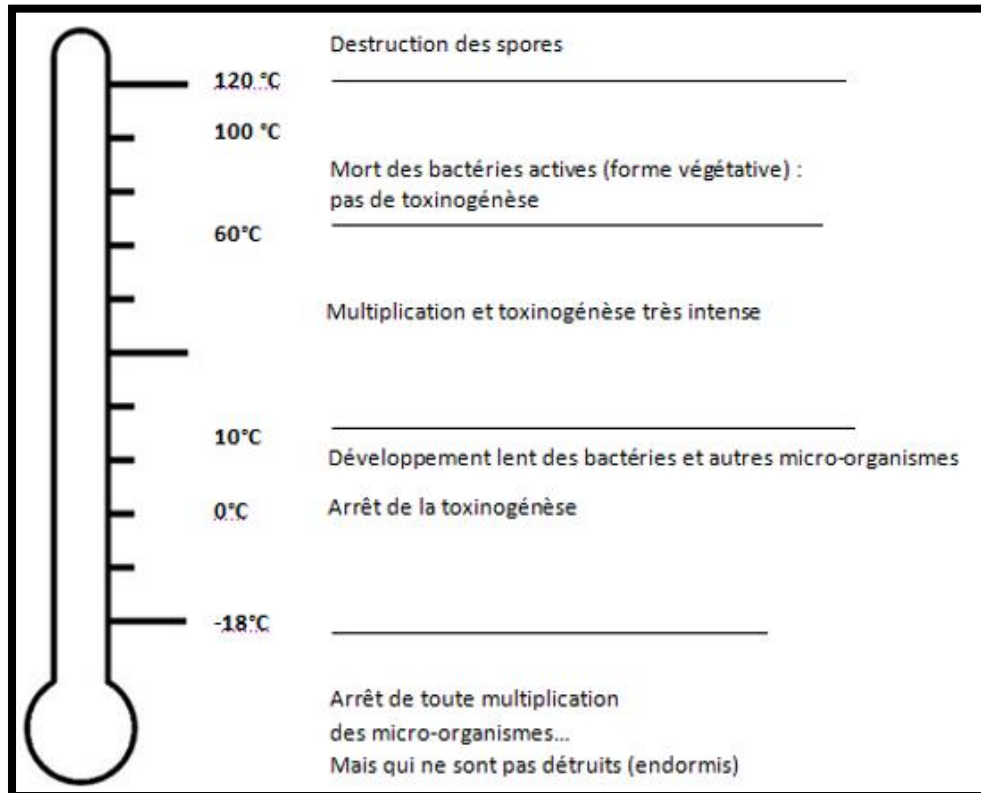 Destruction des spores
120 °C
100 °C
Mort des bactéries actives (forme végétative) :
pas de toxinogénèse
60°C
Multiplication et toxinogénèse très intense
10°C
Développement lent des bactéries et autres micro-organismes
0°C
Arrêt de la toxinogénèse
-18°C
Arrêt de toute multiplication
des micro-organismes...
Mais qui ne sont pas détruits (endormis)